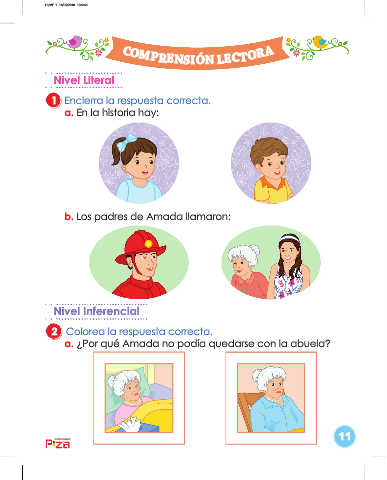 COMPRENSIÓN LECTORA
Nivel Literal
1 Encierra la respuesta correcta.
a. En la historia hay:
b. Los padres de Amada llamaron:
Nivel Inferencial
2 Colorea la respuesta correcta.
a. ¿Por qué Amada no podía quedarse con la abuela?
11